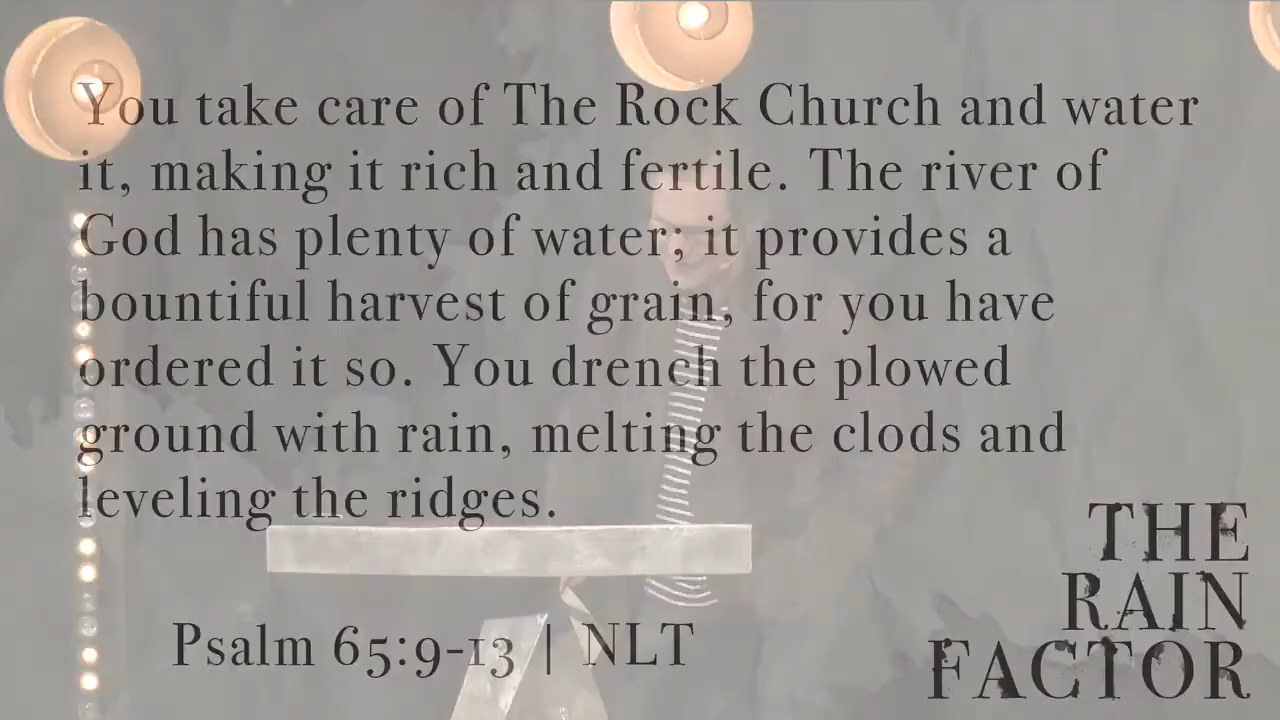 You take care of The Rock Church and water
it, making it rich and fertile. The river of
God has plenty of water; it provides a
bountiful harvest of grain, for you have
ordered it so. You drench the plowed
ground with rain, melting the clods and
leveling the ridges.
Psalm 65:9-13 | NLT
THE
RAIN
FACTOR